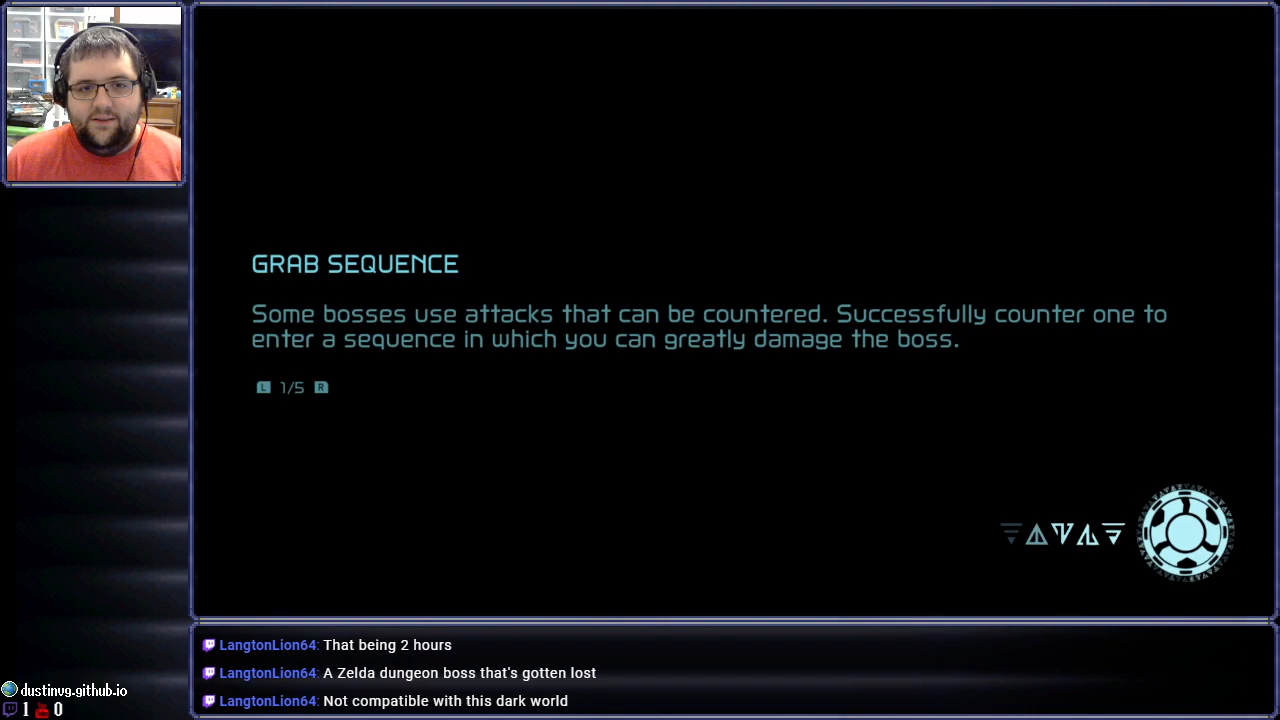 GRAB SEQUENCE
Some bosses use attacks that can be countered. Successfully counter one to
enter a sequence in which you can greatly damage the boss.
L 1/5 R
LangtonLion64: That being 2 hours
LangtonLion64: A Zelda dungeon boss that's gotten lost
LangtonLion64: Not compatible with this dark world
dustinvg.github.io
1 0